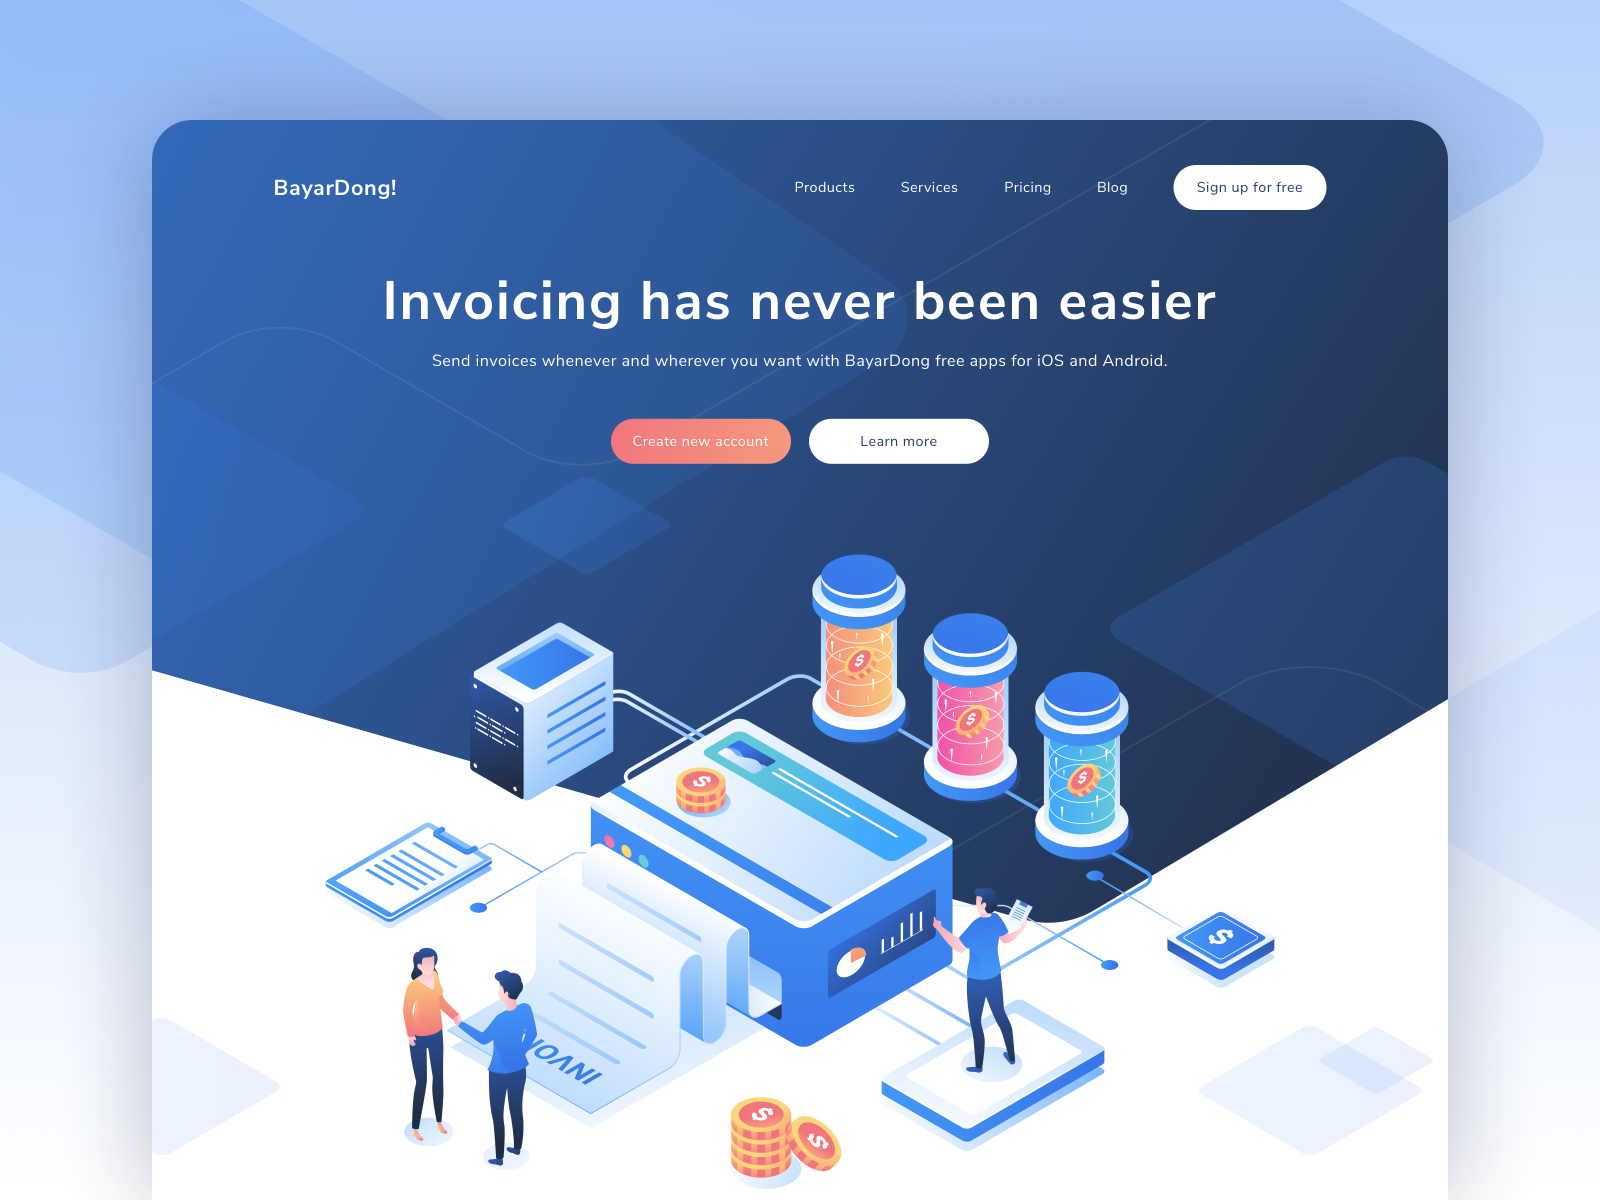 BayarDong!
Products Services Pricing Blog Sign up for free
Invoicing has never been easier
Send invoices whenever and wherever you want with BayarDong free apps for iOS and Android.
Create new account Learn more
$
$
$
$
$
INVOI
$
$